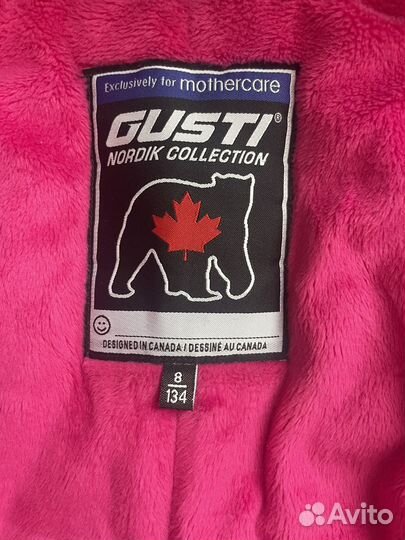 Exclusively for mothercare
GUSTI®
NORDIK COLLECTION
DESIGNED IN CANADA / DESSINÉ AU CANADA
8
134
Avito